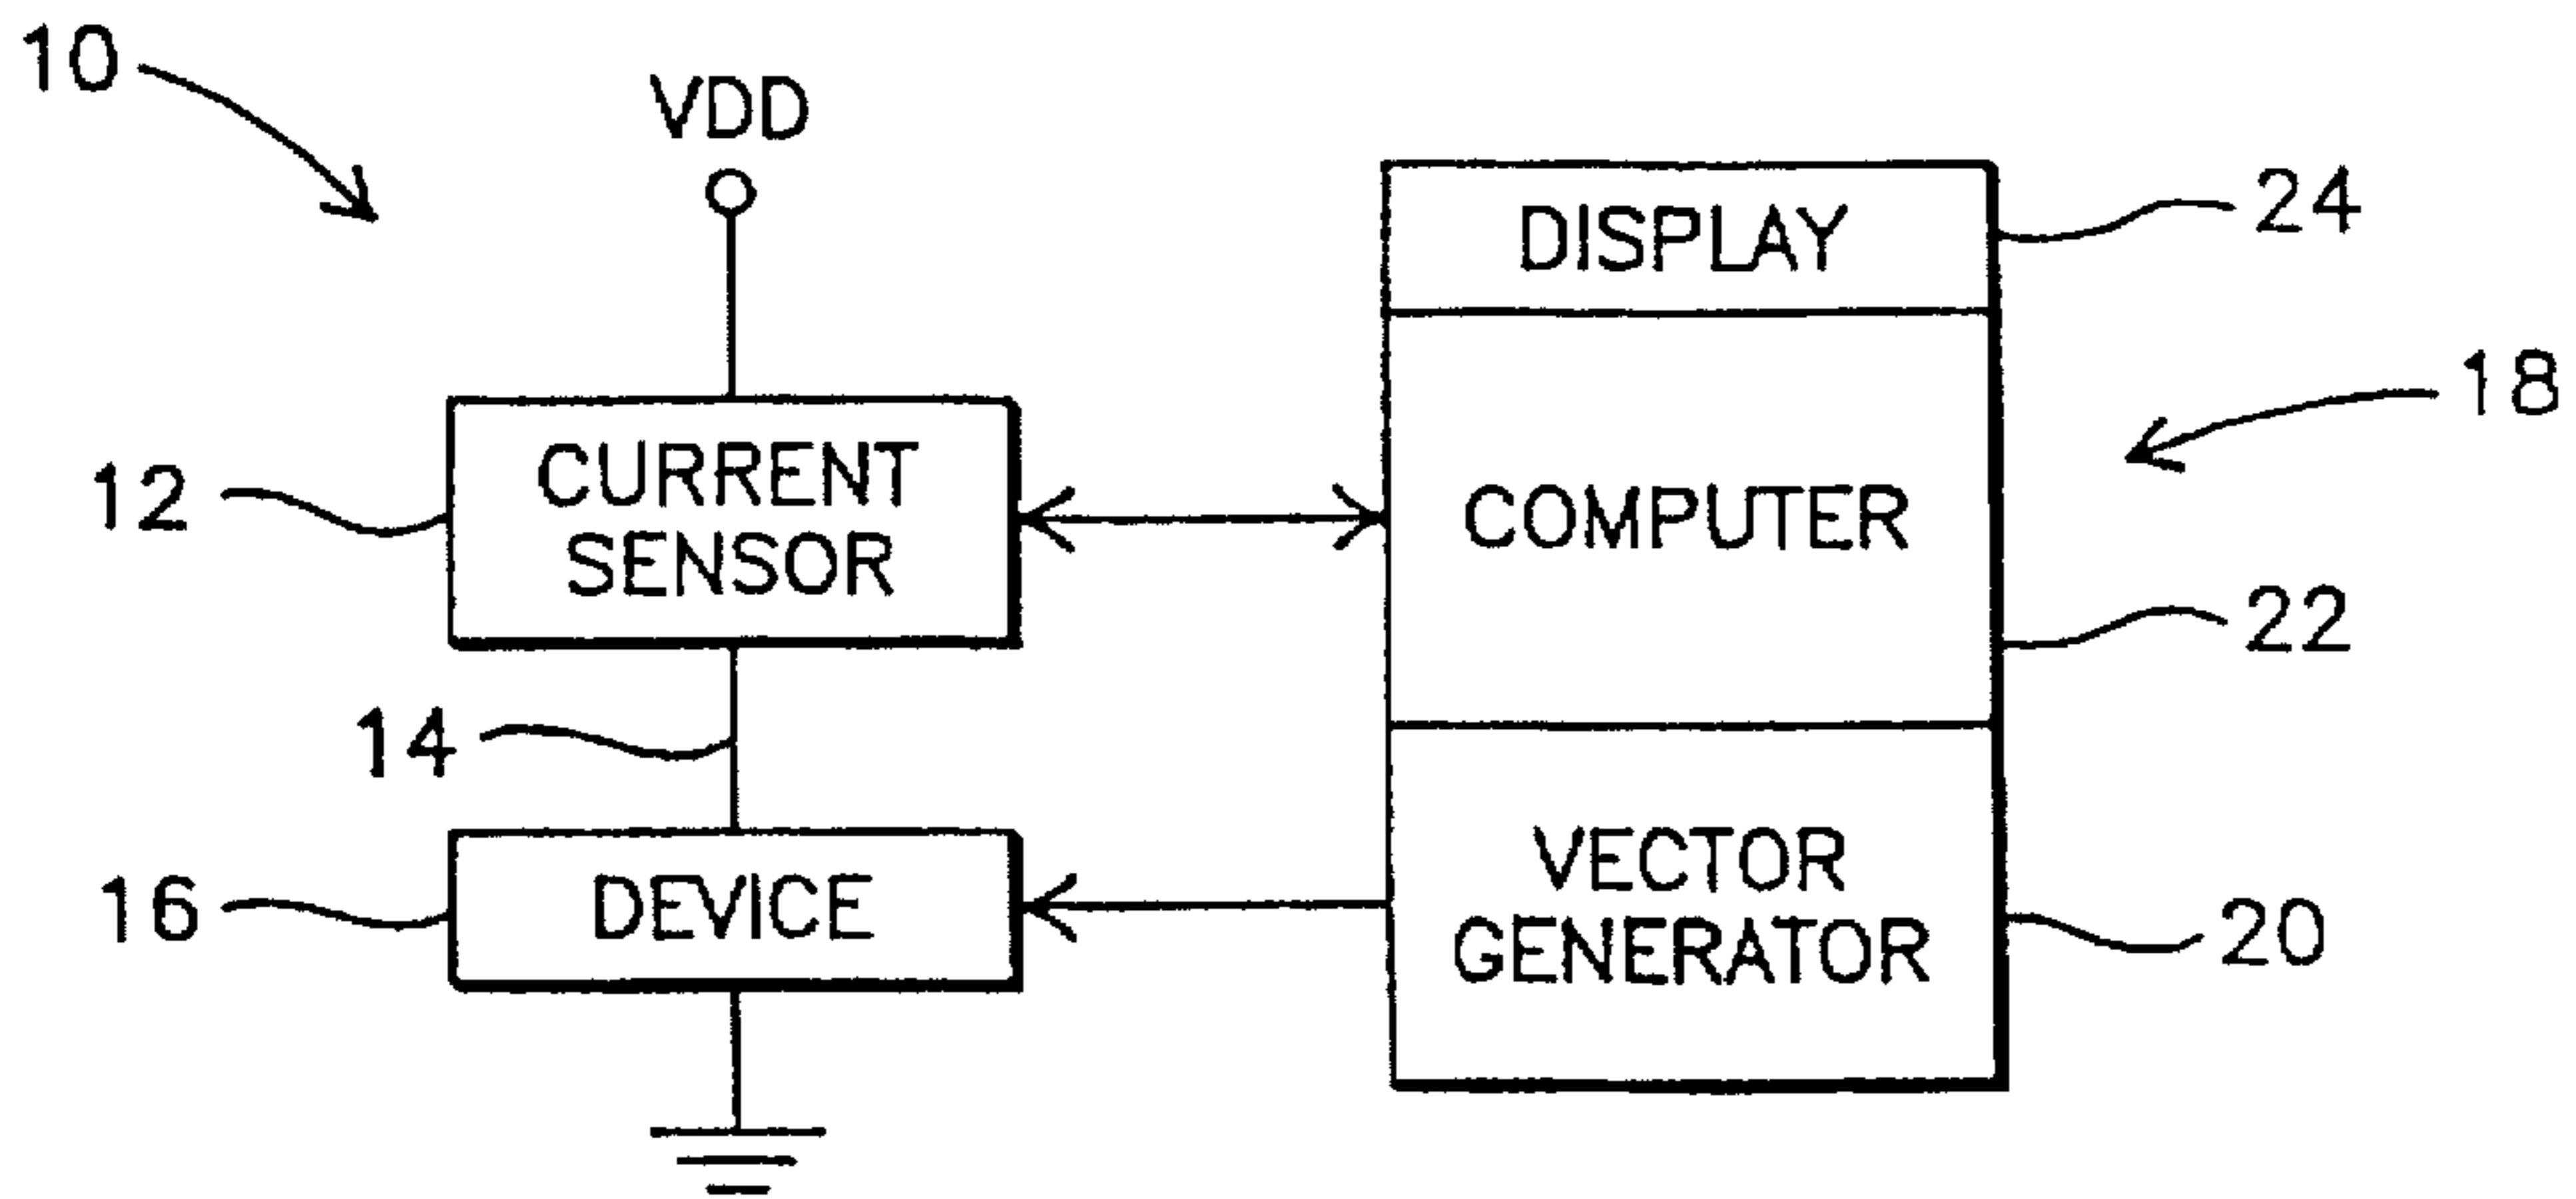 10
VDD
DISPLAY
24
18
CURRENT
SENSOR
12
COMPUTER
22
14
DEVICE
16
VECTOR
GENERATOR
20